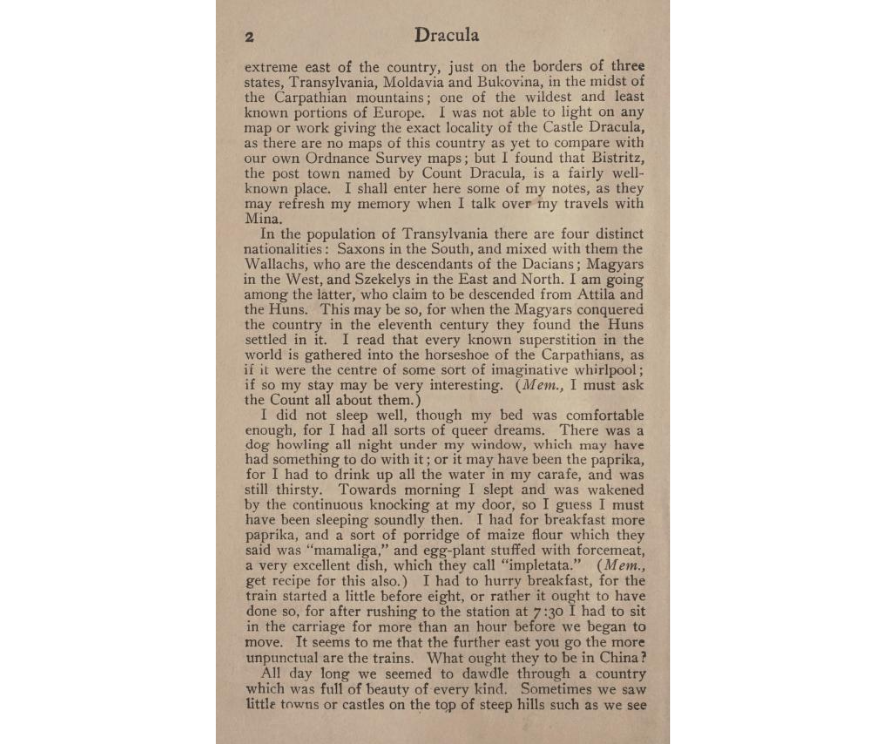 2 Dracula
extreme east of the country, just on the borders of three
states, Transylvania, Moldavia and Bukovina, in the midst of
the Carpathian mountains; one of the wildest and least
known portions of Europe. I was not able to light on any
map or work giving the exact locality of the Castle Dracula,
as there are no maps of this country as yet to compare with
our own Ordnance Survey maps; but I found that Bistritz,
the post town named by Count Dracula, is a fairly well-
known place. I shall enter here some of my notes, as they
may refresh my memory when I talk over my travels with
Mina.
In the population of Transylvania there are four distinct
nationalities: Saxons in the South, and mixed with them the
Wallachs, who are the descendants of the Dacians; Magyars
in the West, and Szekelys in the East and North. I am going
among the latter, who claim to be descended from Attila and
the Huns. This may be so, for when the Magyars conquered
the country in the eleventh century they found the Huns
settled in it. I read that every known superstition in the
world is gathered into the horseshoe of the Carpathians, as
if it were the centre of some sort of imaginative whirlpool;
if so my stay may be very interesting. (Mem., I must ask
the Count all about them.)
I did not sleep well, though my bed was comfortable
enough, for I had all sorts of queer dreams. There was a
dog howling all night under my window, which may have
had something to do with it; or it may have been the paprika,
for I had to drink up all the water in my carafe, and was
still thirsty. Towards morning I slept and was wakened
by the continuous knocking at my door, so I guess I must
have been sleeping soundly then. I had for breakfast more
paprika, and a sort of porridge of maize flour which they
said was "mamaliga," and egg-plant stuffed with forcemeat,
a very excellent dish, which they call "impletata." (Mem.,
get recipe for this also.) I had to hurry breakfast, for the
train started a little before eight, or rather it ought to have
done so, for after rushing to the station at 7:30 I had to sit
in the carriage for more than an hour before we began to
move. It seems to me that the further east you go the more
unpunctual are the trains. What ought they to be in China?
All day long we seemed to dawdle through a country
which was full of beauty of every kind. Sometimes we saw
little towns or castles on the top of steep hills such as we see